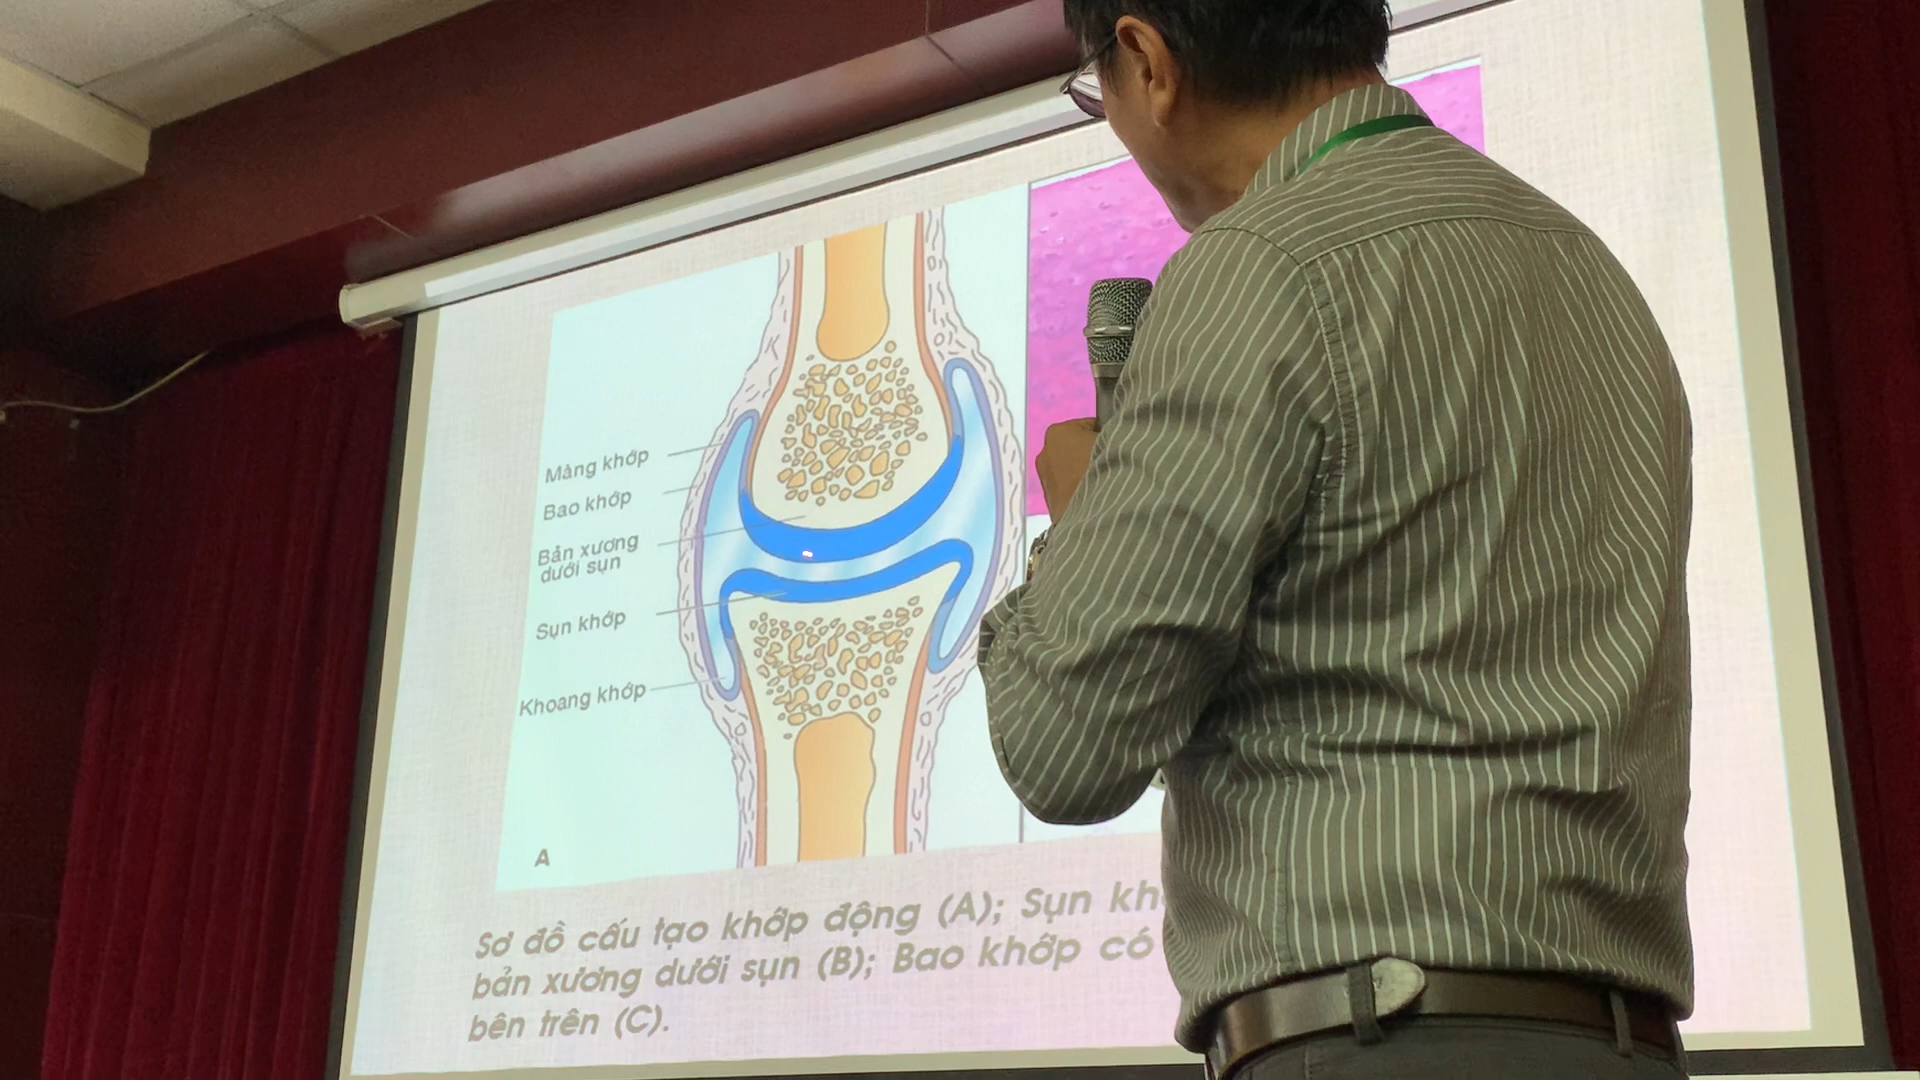 Màng khớp
Bao khớp
Bản xương
dưới sụn
Sụn khớp
Khoang khớp
A
Sơ đồ cấu tạo khớp động (A); Sụn
bản xương dưới sụn (B); Bao khớp có
bên trên (C).